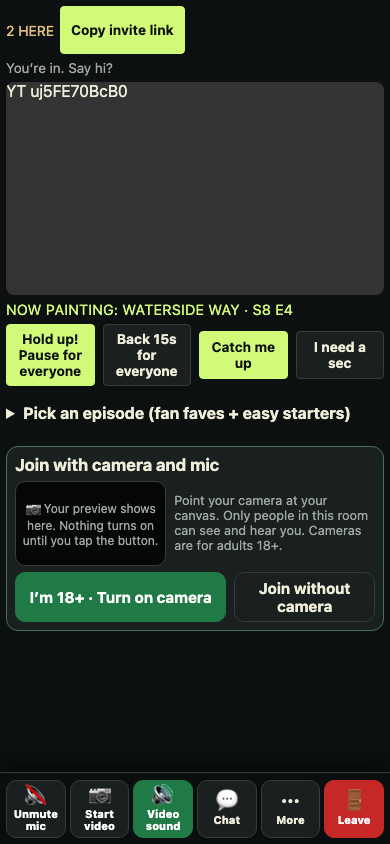 2 HERE
Copy invite link
You're in. Say hi?
YT uj5FE70BcB0
NOW PAINTING: WATERSIDE WAY · S8 E4
Hold up!
Pause for
everyone
Back 15s
for
everyone
Catch me
up
I need a
sec
Pick an episode (fan faves + easy starters)
Join with camera and mic
Your preview shows
here. Nothing turns on
until you tap the button.
Point your camera at your
canvas. Only people in this room
can see and hear you. Cameras
are for adults 18+.
I'm 18+ · Turn on camera
Join without
camera
Unmute
mic
Start
video
Video
sound
Chat
More
Leave